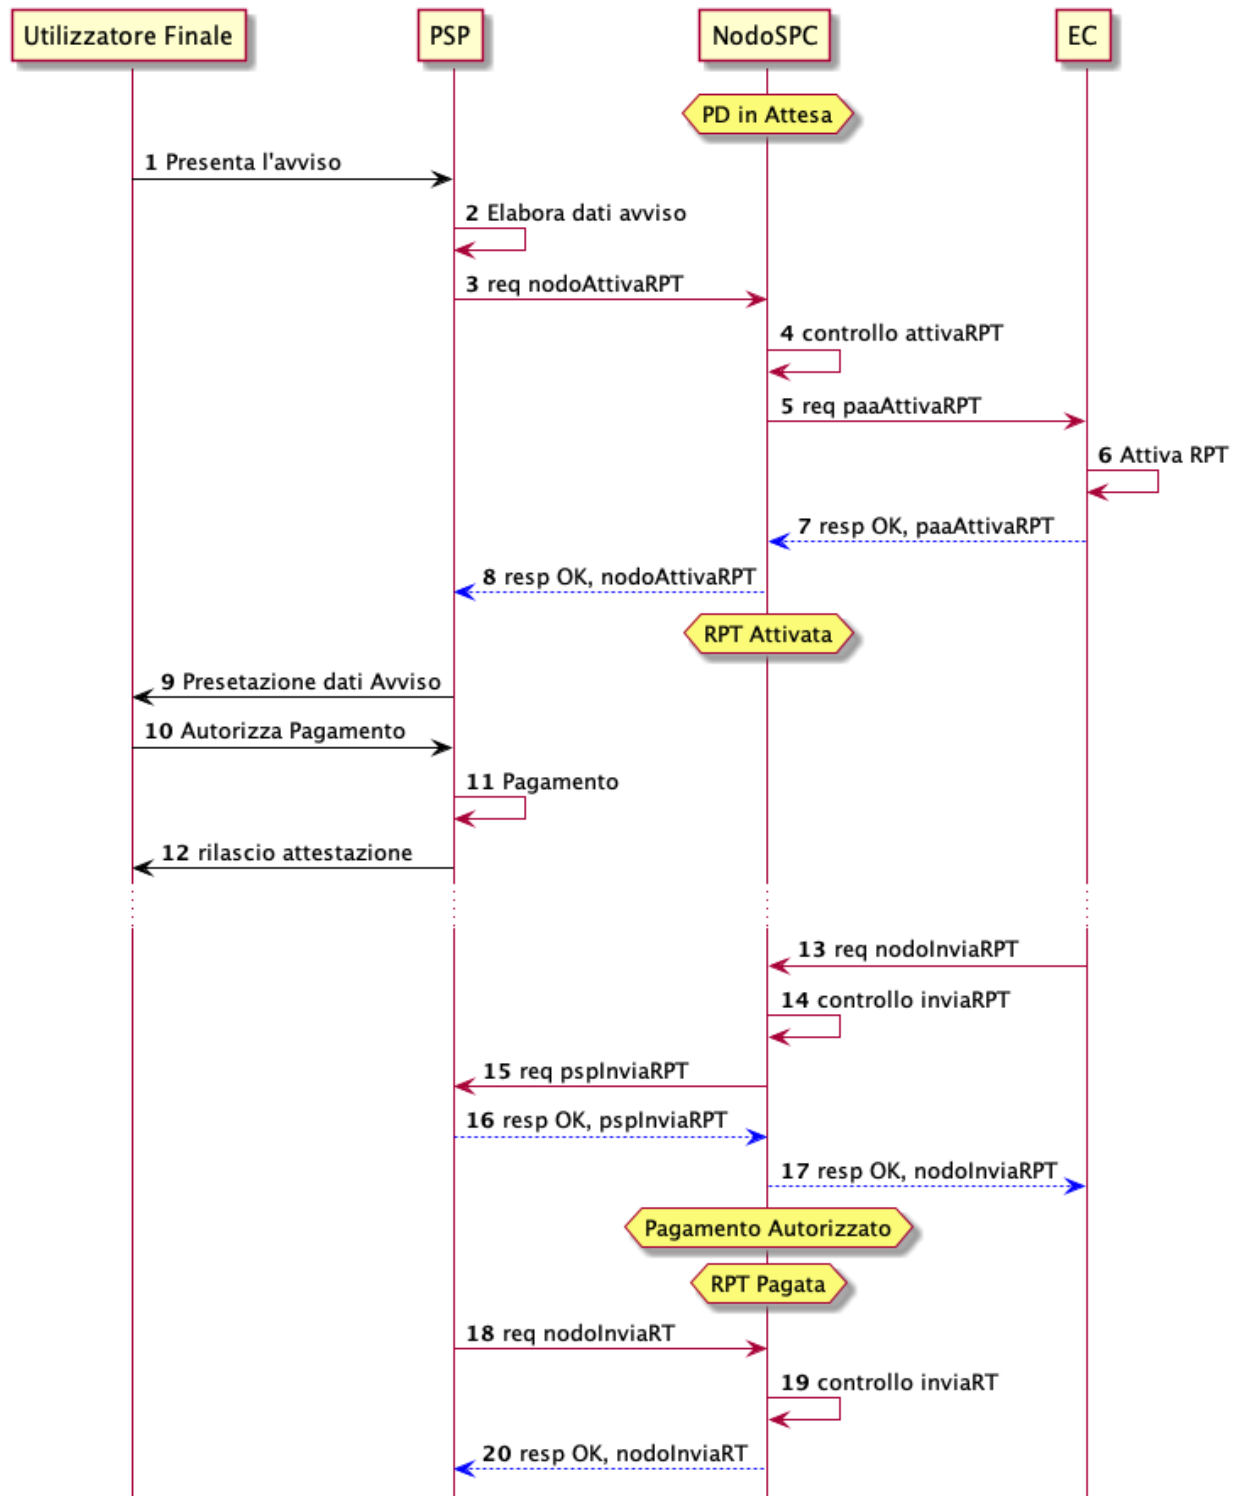 Utilizzatore Finale
PSP
NodoSPC
EC
PD in Attesa
1 Presenta l'avviso
2 Elabora dati avviso
3 req nodoAttivaRPT
4 controllo attivaRPT
5 req paaAttivaRPT
6 Attiva RPT
7 resp OK, paaAttivaRPT
8 resp OK, nodoAttivaRPT
RPT Attivata
9 Presetazione dati Avviso
10 Autorizza Pagamento
11 Pagamento
12 rilascio attestazione
13 req nodoInviaRPT
14 controllo inviaRPT
15 req pspInviaRPT
16 resp OK, pspInviaRPT
17 resp OK, nodoInviaRPT
Pagamento Autorizzato
RPT Pagata
18 req nodoInviaRT
19 controllo inviaRT
20 resp OK, nodoInviaRT